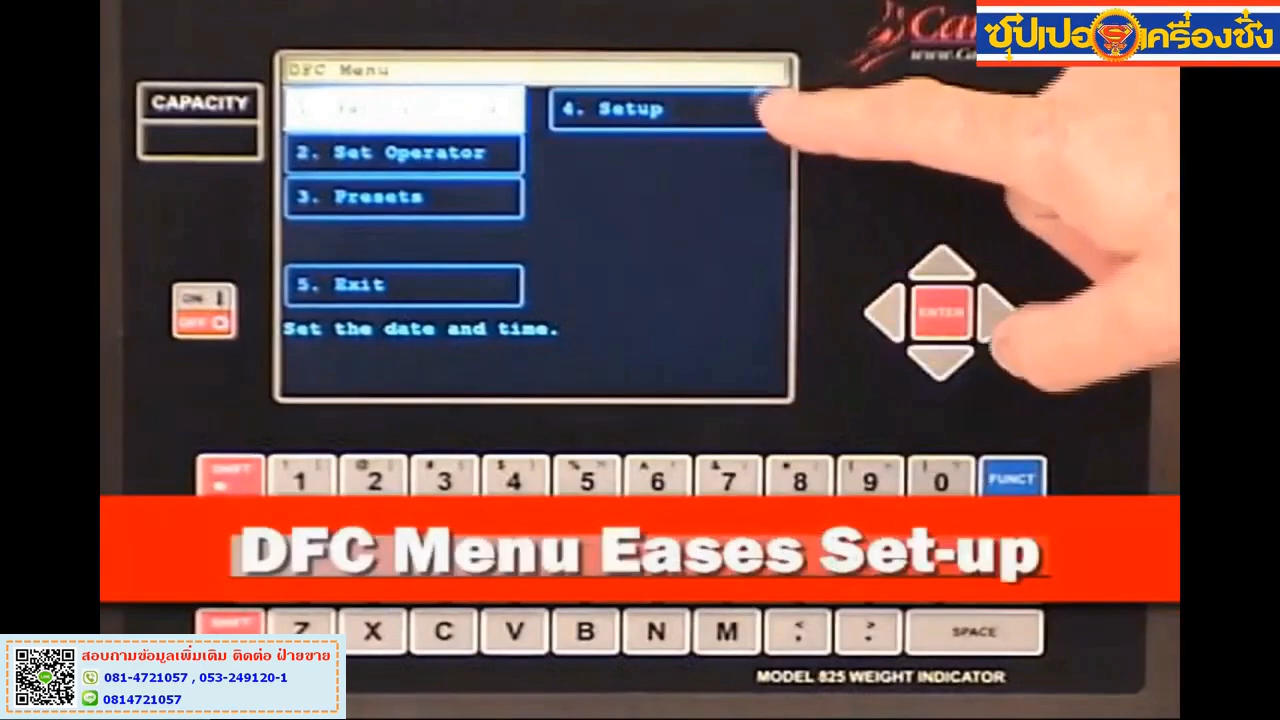 ซุปเปอ เครื่องชั่ง
DFC Menu
CAPACITY
4. Setup
2. Set Operator
3. Presets
5. Exit
Set the date and time.
ON
OFF
ENTER
SHIFT 1 2 3 4 5 6 7 8 9 0 FUNCT
DFC Menu Eases Set-up
SHIFT Z X C V B N M < . > . SPACE
MODEL 825 WEIGHT INDICATOR
สอบถามข้อมูลเพิ่มเติม ติดต่อ ฝ่ายขาย
081-4721057 , 053-249120-1
0814721057